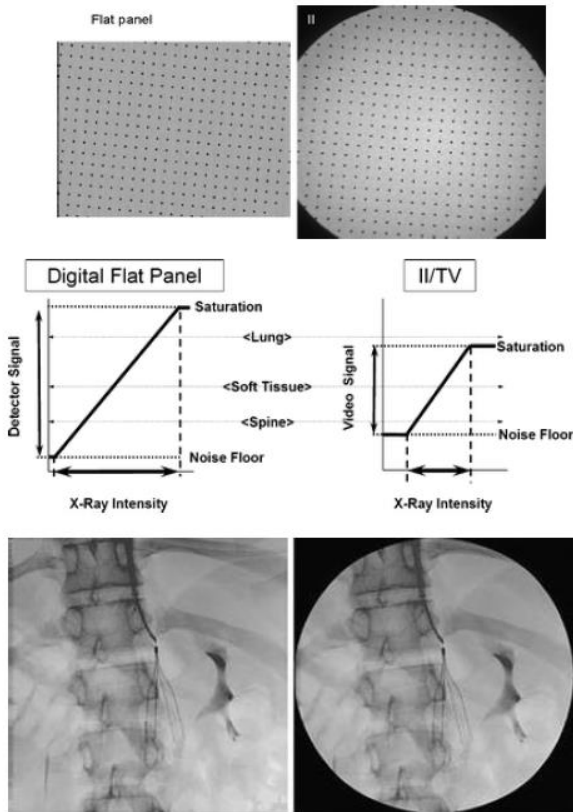 Flat panel
II
Digital Flat Panel
II/TV
Saturation
<Lung>
Saturation
Detector Signal
<Soft Tissue>
Video Signal
<Spine>
Noise Floor
Noise Floor
X-Ray Intensity
X-Ray Intensity